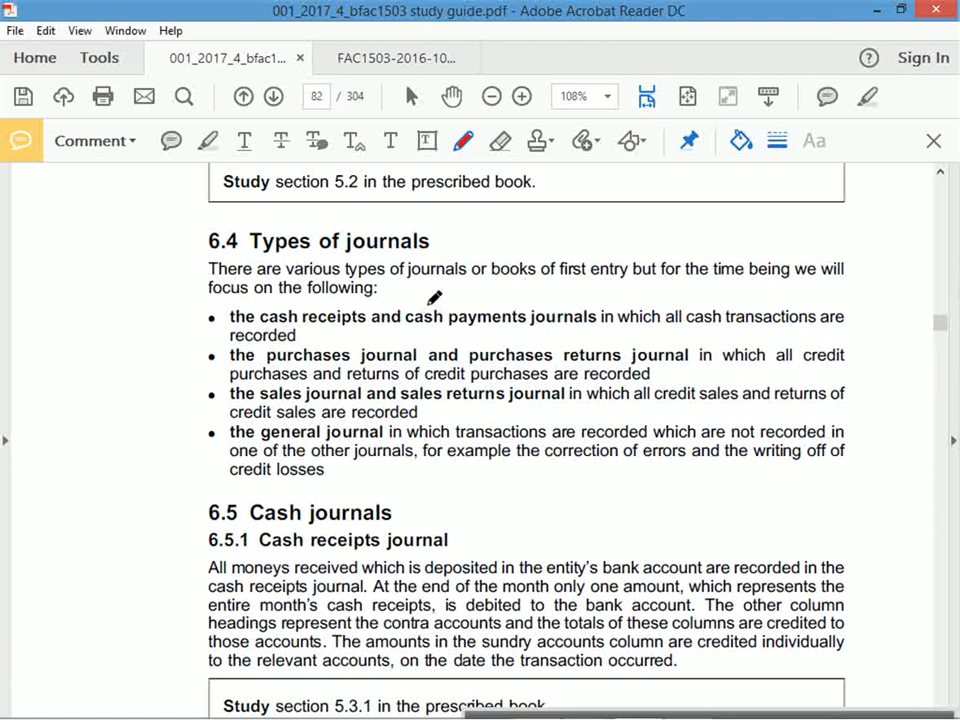 001_2017_4_bfac1503 study guide.pdf - Adobe Acrobat Reader DC
File Edit View Window Help
Home Tools 001_2017_4_bfac1... × FAC1503-2016-10... Sign In
82 / 304 108%
Comment T T T T T T Aa
Study section 5.2 in the prescribed book.
6.4 Types of journals
There are various types of journals or books of first entry but for the time being we will
focus on the following:
• the cash receipts and cash payments journals in which all cash transactions are
recorded
• the purchases journal and purchases returns journal in which all credit
purchases and returns of credit purchases are recorded
• the sales journal and sales returns journal in which all credit sales and returns of
credit sales are recorded
• the general journal in which transactions are recorded which are not recorded in
one of the other journals, for example the correction of errors and the writing off of
credit losses
6.5 Cash journals
6.5.1 Cash receipts journal
All moneys received which is deposited in the entity's bank account are recorded in the
cash receipts journal. At the end of the month only one amount, which represents the
entire month's cash receipts, is debited to the bank account. The other column
headings represent the contra accounts and the totals of these columns are credited to
those accounts. The amounts in the sundry accounts column are credited individually
to the relevant accounts, on the date the transaction occurred.
Study section 5.3.1 in the prescribed book.